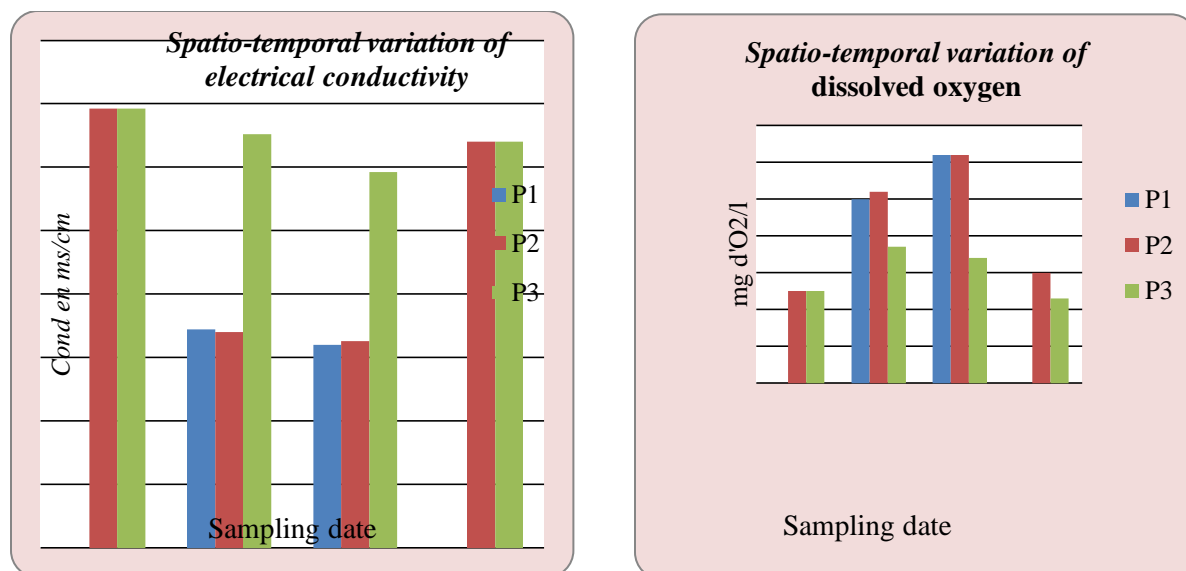 Spatio-temporal variation of
electrical conductivity
Cond en ms/cm
P1
P2
P3
Sampling date
Spatio-temporal variation of
dissolved oxygen
mg d'O2/l
P1
P2
P3
Sampling date